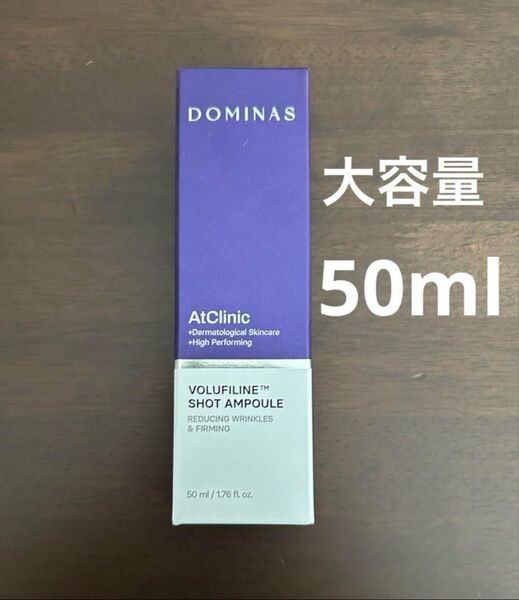 DOMINAS
大容量
50ml
AtClinic
+Dermatological Skincare
+High Performing
VOLUFILINE™
SHOT AMPOULE
REDUCING WRINKLES
& FIRMING
50 ml / 1.76 fl. oz.